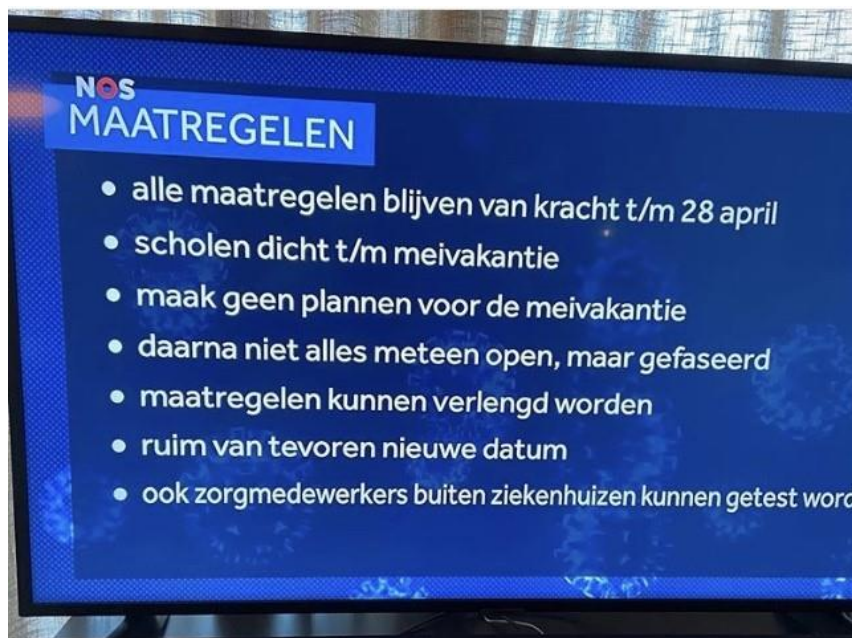 NOS
MAATREGELEN
• alle maatregelen blijven van kracht t/m 28 april
• scholen dicht t/m meivakantie
• maak geen plannen voor de meivakantie
• daarna niet alles meteen open, maar gefaseerd
• maatregelen kunnen verlengd worden
• ruim van tevoren nieuwe datum
• ook zorgmedewerkers buiten ziekenhuizen kunnen getest word